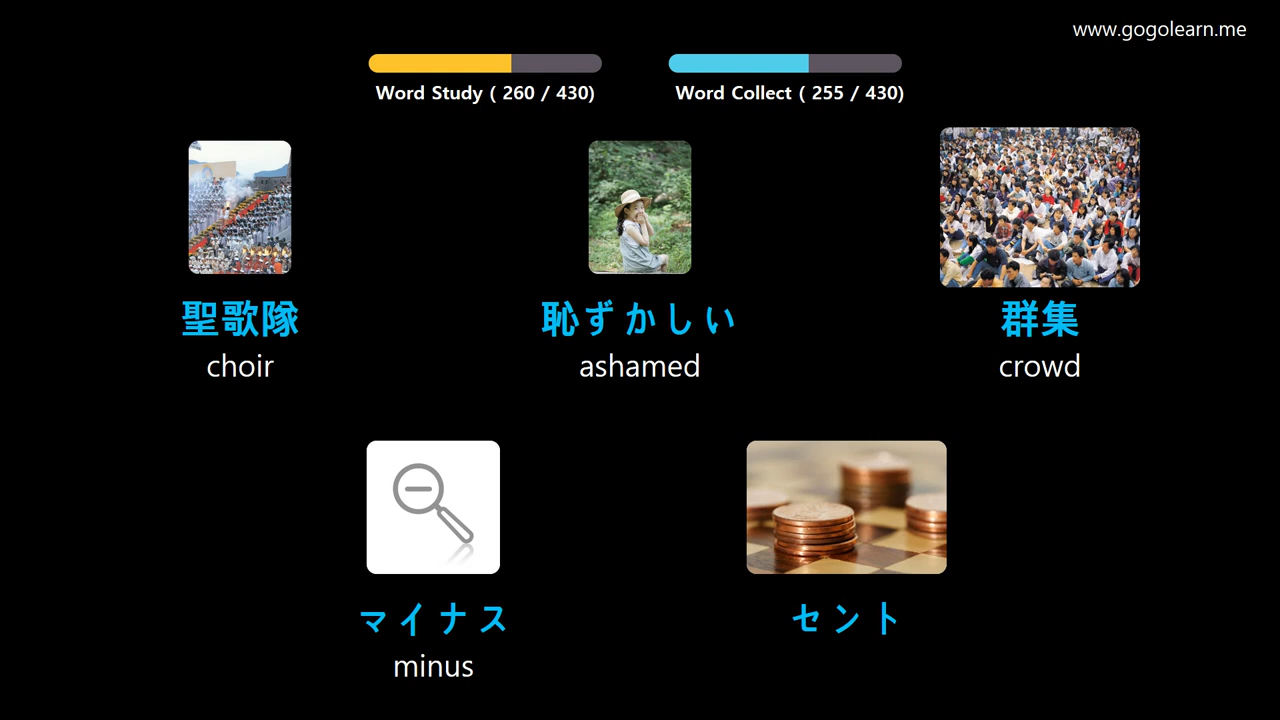 www.gogolearn.me
Word Study ( 260 / 430)
Word Collect ( 255 / 430)
聖歌隊
choir
恥ずかしい
ashamed
群集
crowd
マイナス
minus
セント